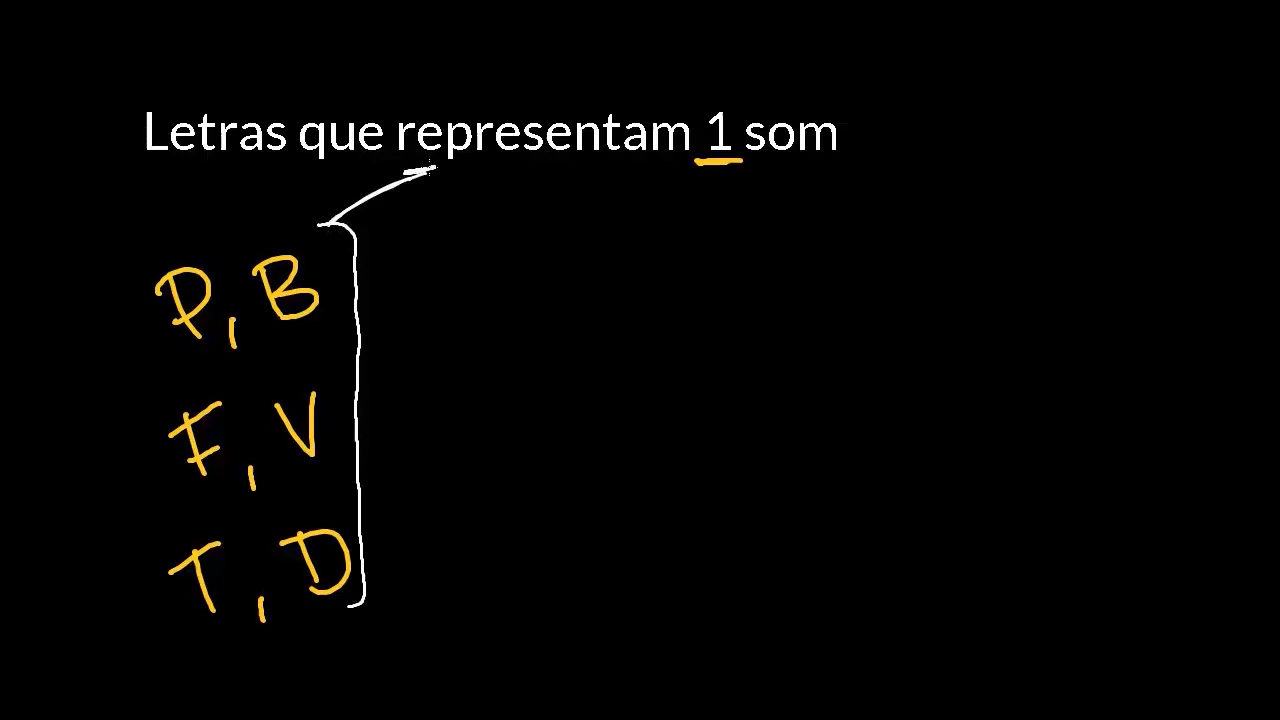 Letras que representam 1 som
P, B
F, V
T, D